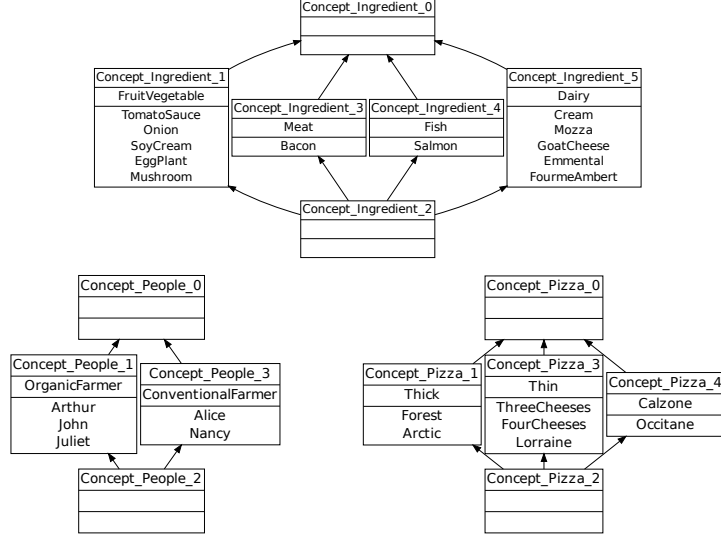 Concept_Ingredient_0
Concept_Ingredient_1
FruitVegetable
TomatoSauce
Onion
SoyCream
EggPlant
Mushroom
Concept_Ingredient_3
Meat
Bacon
Concept_Ingredient_4
Fish
Salmon
Concept_Ingredient_5
Dairy
Cream
Mozza
GoatCheese
Emmental
FourmeAmbert
Concept_Ingredient_2
Concept_People_0
Concept_People_1
OrganicFarmer
Arthur
John
Juliet
Concept_People_3
ConventionalFarmer
Alice
Nancy
Concept_People_2
Concept_Pizza_0
Concept_Pizza_1
Thick
Forest
Arctic
Concept_Pizza_3
Thin
ThreeCheeses
FourCheeses
Lorraine
Concept_Pizza_4
Calzone
Occitane
Concept_Pizza_2